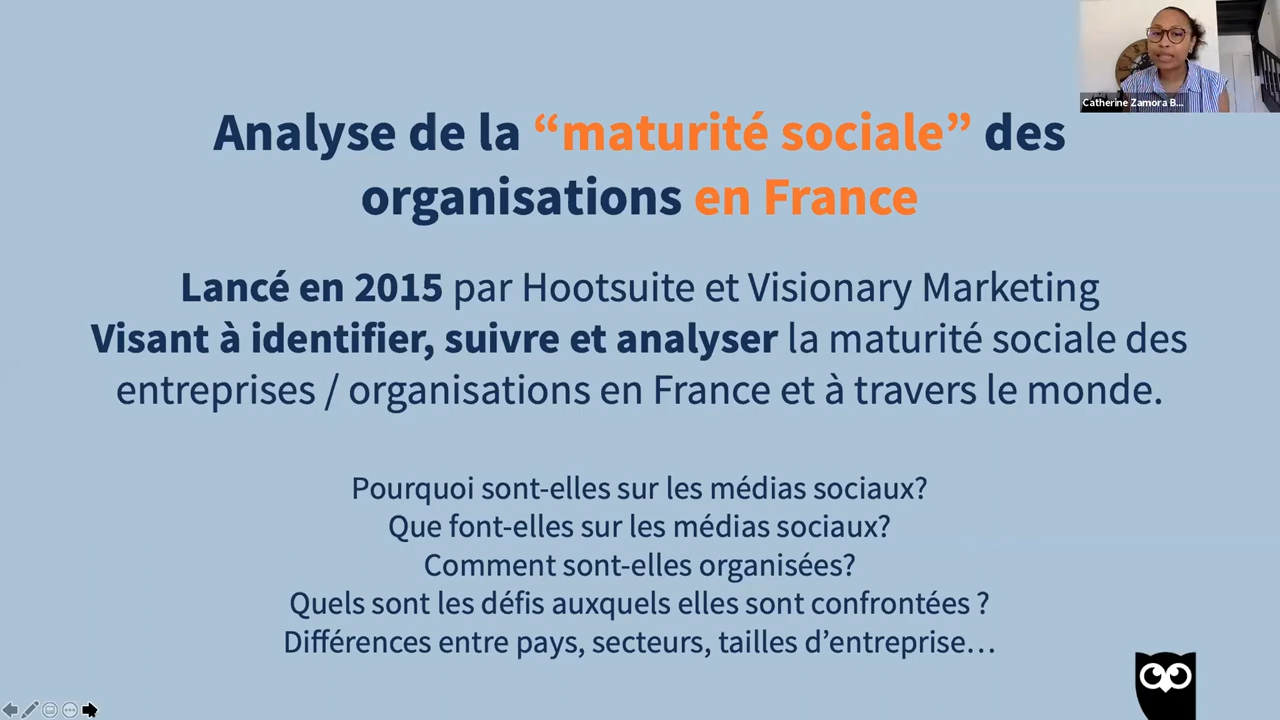 Catherine Zamora B...
Analyse de la “maturité sociale” des
organisations en France
Lancé en 2015 par Hootsuite et Visionary Marketing
Visant à identifier, suivre et analyser la maturité sociale des
entreprises / organisations en France et à travers le monde.
Pourquoi sont-elles sur les médias sociaux?
Que font-elles sur les médias sociaux?
Comment sont-elles organisées?
Quels sont les défis auxquels elles sont confrontées ?
Différences entre pays, secteurs, tailles d’entreprise…